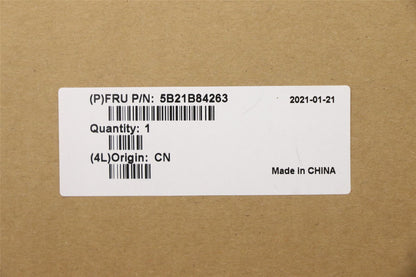 (P)FRU P/N: 5B21B84263 2021-01-21
Quantity: 1
(4L)Origin: CN
Made in CHINA